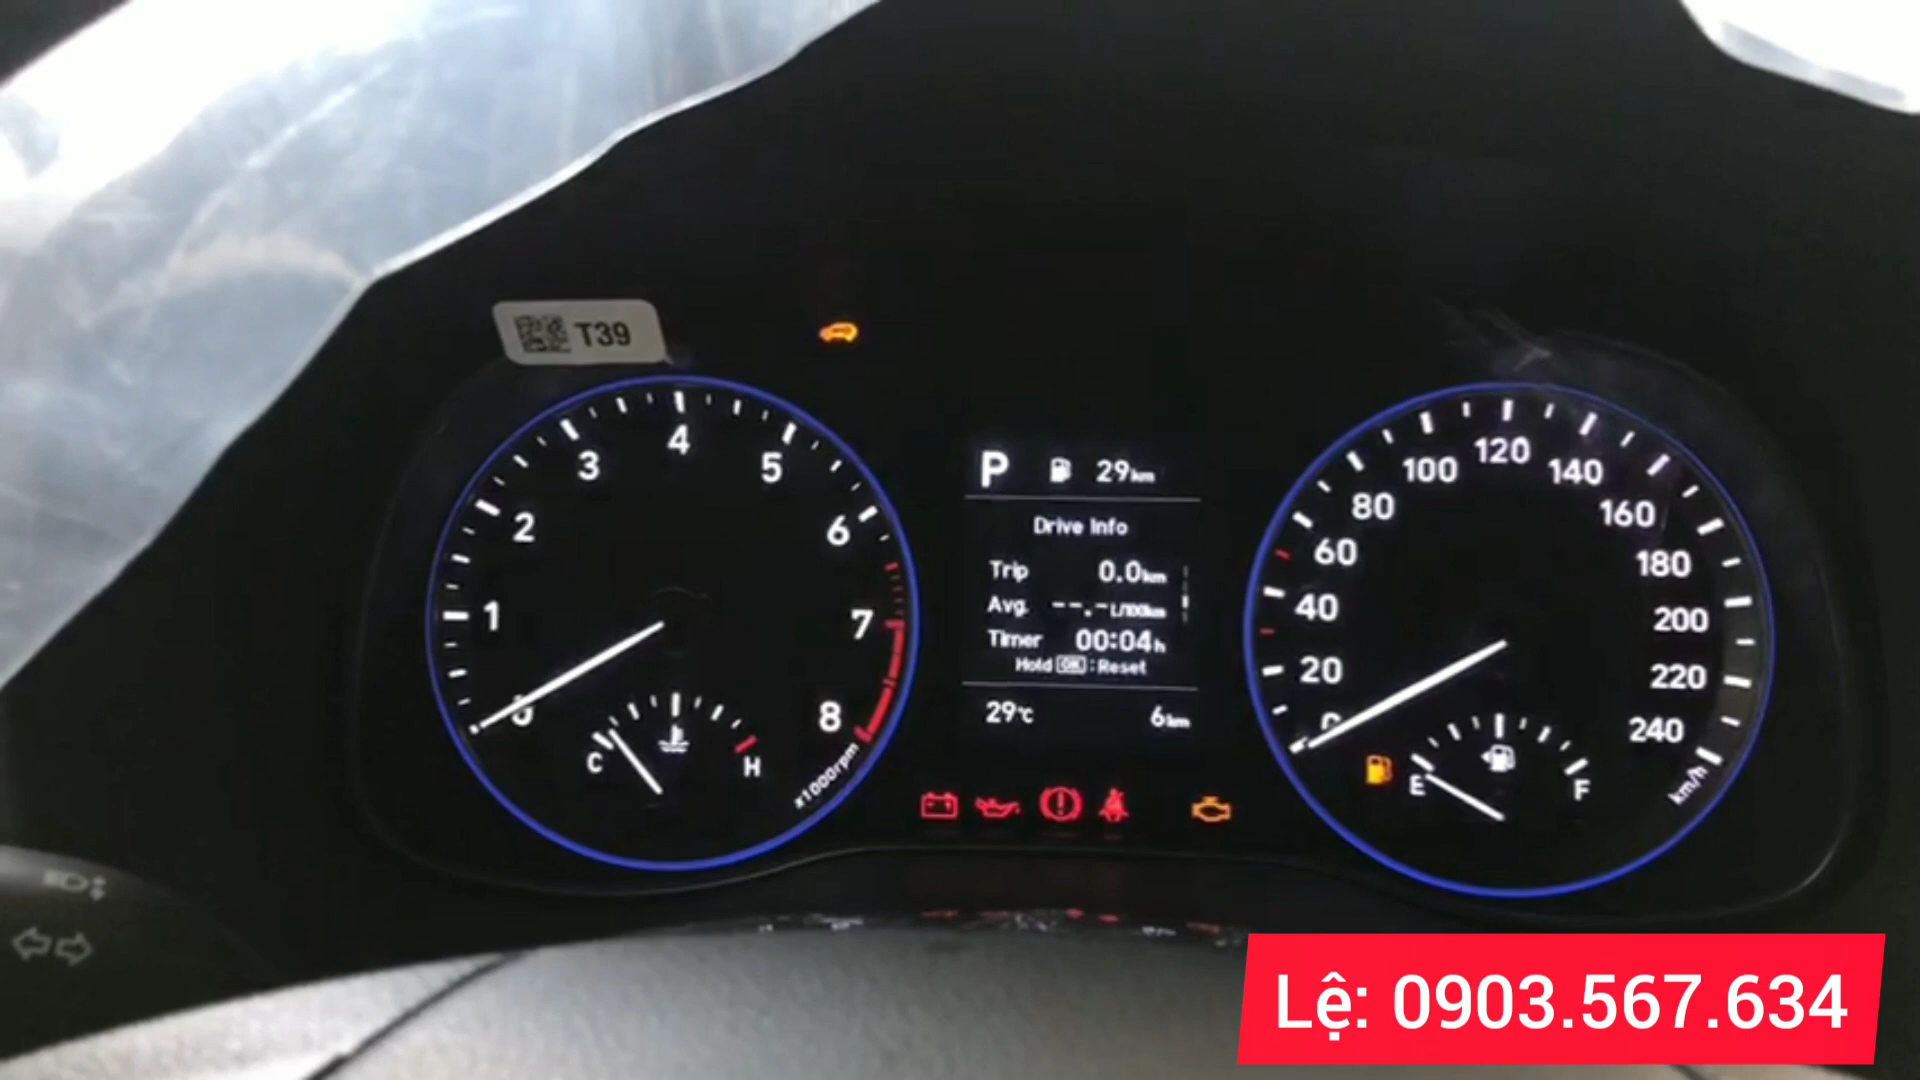 T39
P 29km
Drive Info
Trip 0.0km
Avg. --.- L/100km
Timer 00:04h
Hold OK : Reset
29°C 6km
0 1 2 3 4 5 6 7 8
x1000rpm
C H
0 20 40 60 80 100 120 140 160 180 200 220 240
km/h
E F
Lệ: 0903.567.634